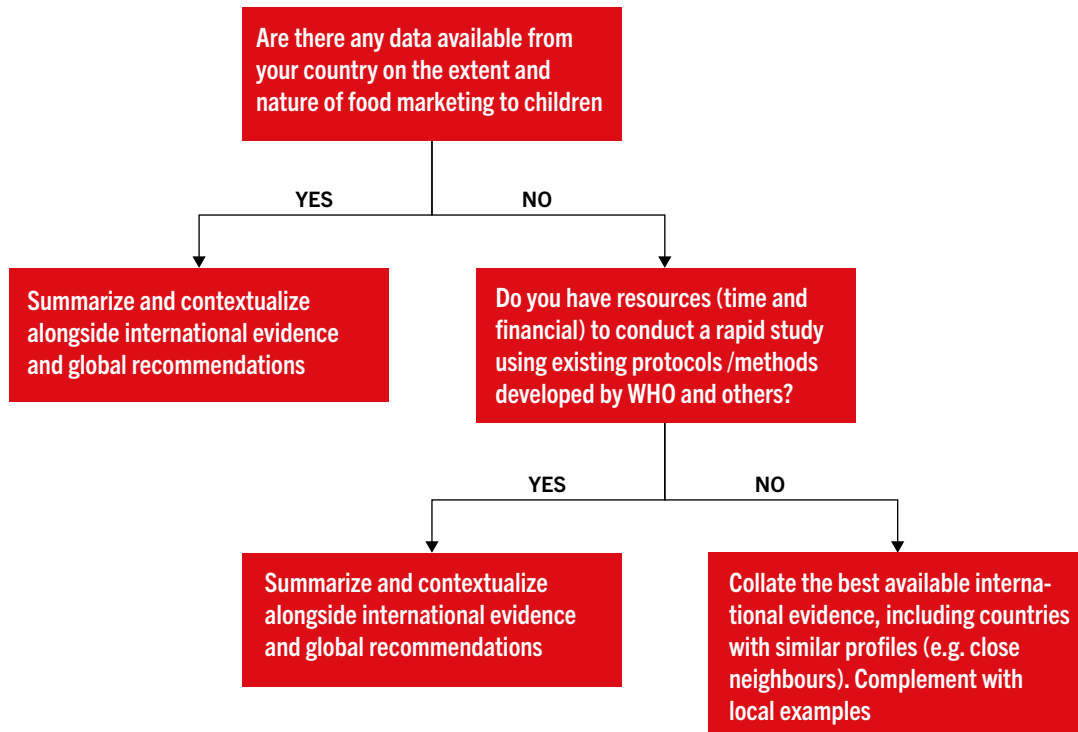 Are there any data available from
your country on the extent and
nature of food marketing to children
YES
NO
Summarize and contextualize
alongside international evidence
and global recommendations
Do you have resources (time and
financial) to conduct a rapid study
using existing protocols /methods
developed by WHO and others?
YES
NO
Summarize and contextualize
alongside international evidence
and global recommendations
Collate the best available interna-
tional evidence, including countries
with similar profiles (e.g. close
neighbours). Complement with
local examples